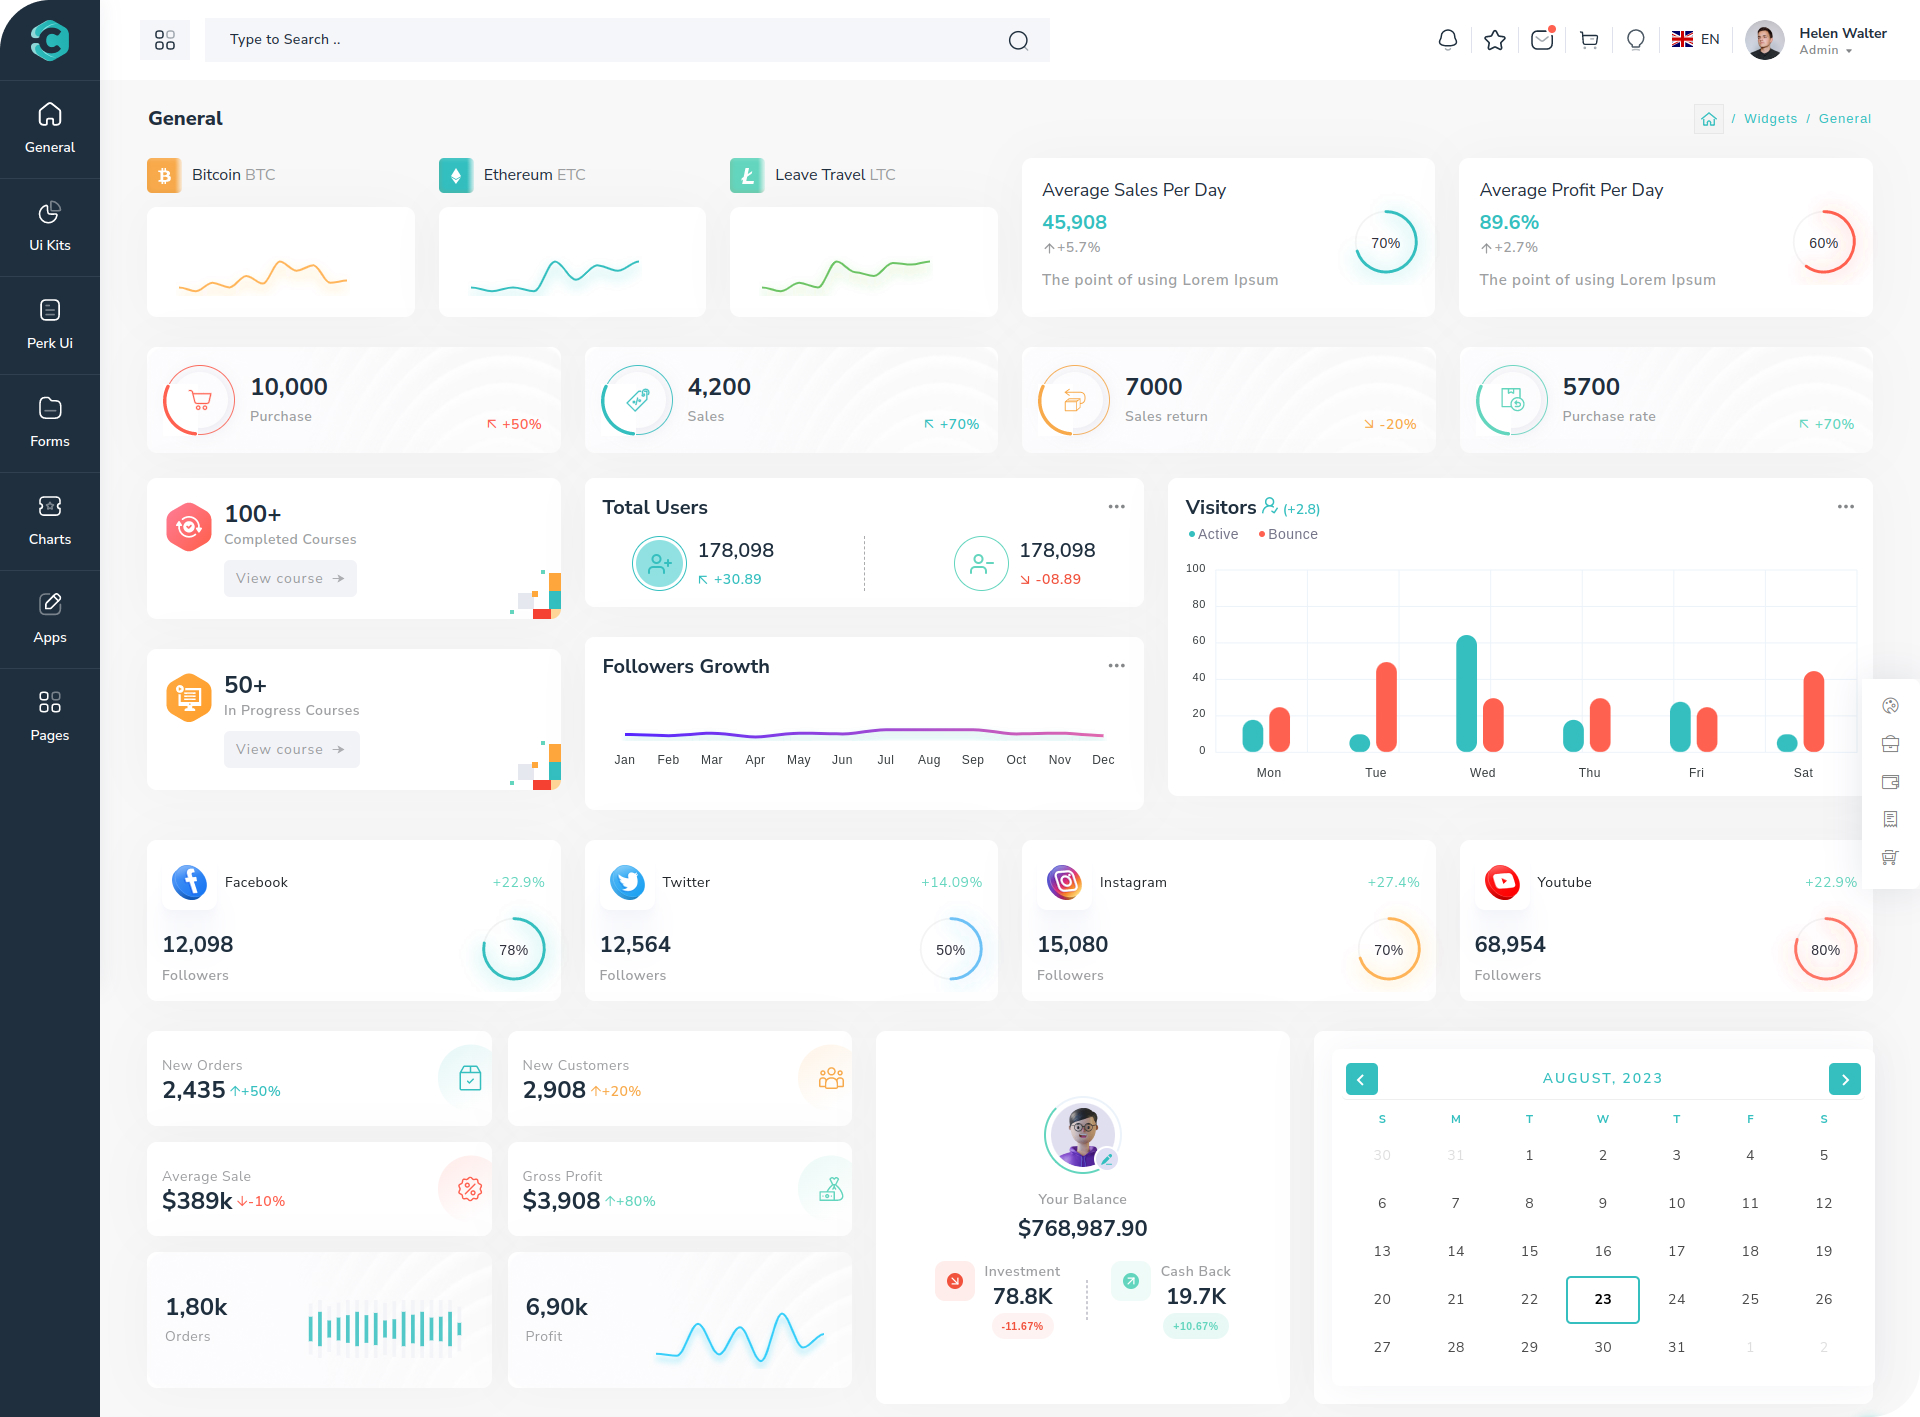 Type to Search ..
EN
Helen Walter
Admin
General
Ui Kits
Perk Ui
Forms
Charts
Apps
Pages
General
/ Widgets / General
Bitcoin BTC
Ethereum ETC
Leave Travel LTC
Average Sales Per Day
45,908
+5.7%
The point of using Lorem Ipsum
70%
Average Profit Per Day
89.6%
+2.7%
The point of using Lorem Ipsum
60%
10,000
Purchase
+50%
4,200
Sales
+70%
7000
Sales return
-20%
5700
Purchase rate
+70%
100+
Completed Courses
View course
50+
In Progress Courses
View course
Total Users
178,098
+30.89
178,098
-08.89
Followers Growth
Jan Feb Mar Apr May Jun Jul Aug Sep Oct Nov Dec
Visitors (+2.8)
Active Bounce
100
80
60
40
20
0
Mon Tue Wed Thu Fri Sat
Facebook
+22.9%
12,098
Followers
78%
Twitter
+14.09%
12,564
Followers
50%
Instagram
+27.4%
15,080
Followers
70%
Youtube
+22.9%
68,954
Followers
80%
New Orders
2,435 +50%
New Customers
2,908 +20%
Average Sale
$389k -10%
Gross Profit
$3,908 +80%
1,80k
Orders
6,90k
Profit
Your Balance
$768,987.90
Investment
78.8K
-11.67%
Cash Back
19.7K
+10.67%
AUGUST, 2023
S M T W T F S
30 31 1 2 3 4 5
6 7 8 9 10 11 12
13 14 15 16 17 18 19
20 21 22 23 24 25 26
27 28 29 30 31 1 2